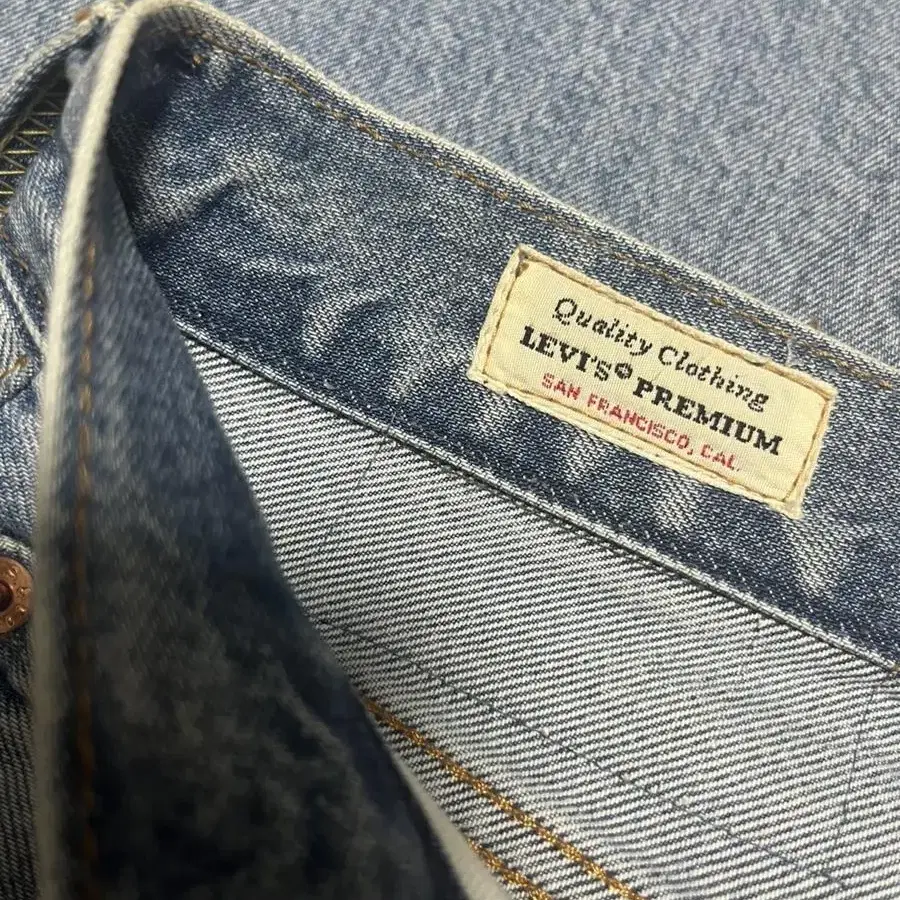 Quality Clothing
LEVI'S® PREMIUM
SAN FRANCISCO, CAL.